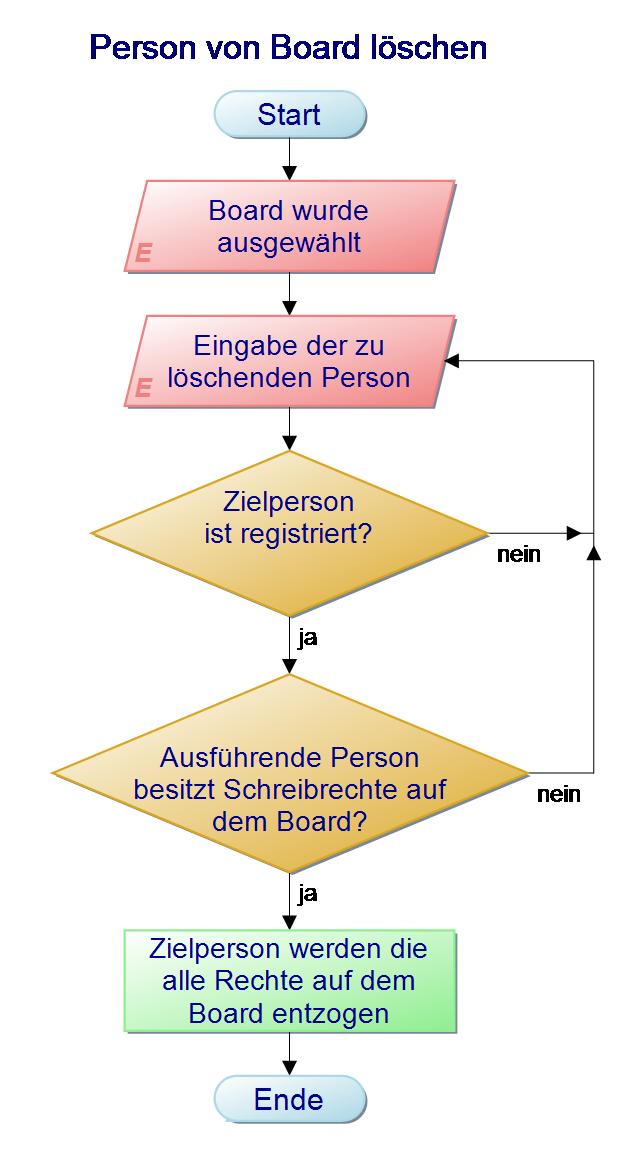 Person von Board löschen
Start
Board wurde
ausgewählt
E
Eingabe der zu
löschenden Person
E
Zielperson
ist registriert?
nein
ja
Ausführende Person
besitzt Schreibrechte auf
dem Board?
nein
ja
Zielperson werden die
alle Rechte auf dem
Board entzogen
Ende